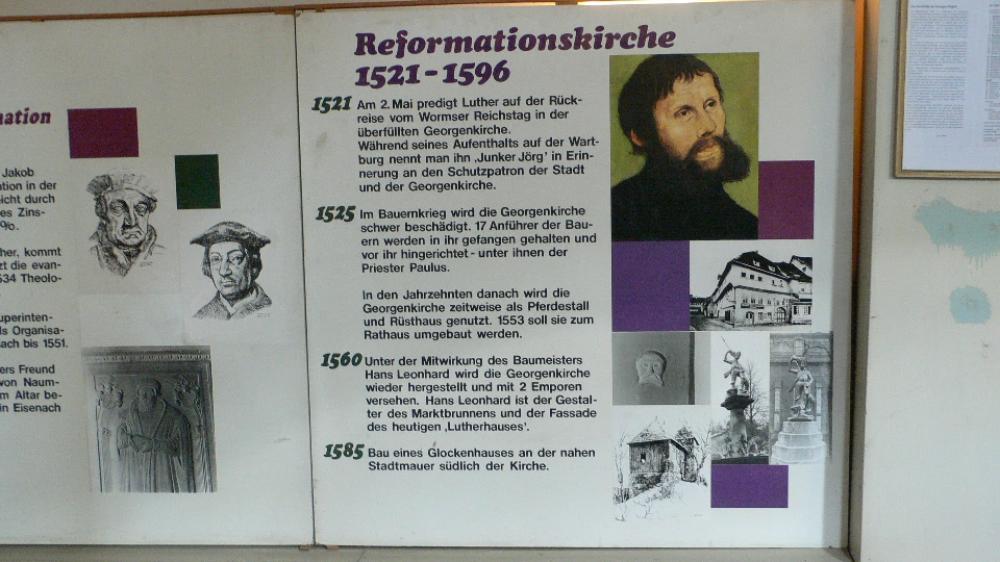 Reformationskirche
1521-1596
1521 Am 2. Mai predigt Luther auf der Rück-
reise vom Wormser Reichstag in der
überfüllten Georgenkirche.
Während seines Aufenthalts auf der Wart-
burg nennt man ihn ‚Junker Jörg' in Erin-
nerung an den Schutzpatron der Stadt
und der Georgenkirche.
1525 Im Bauernkrieg wird die Georgenkirche
schwer beschädigt. 17 Anführer der Bau-
ern werden in ihr gefangen gehalten und
vor ihr hingerichtet - unter ihnen der
Priester Paulus.
In den Jahrzehnten danach wird die
Georgenkirche zeitweise als Pferdestall
und Rüsthaus genutzt. 1553 soll sie zum
Rathaus umgebaut werden.
1560 Unter der Mitwirkung des Baumeisters
Hans Leonhard wird die Georgenkirche
wieder hergestellt und mit 2 Emporen
versehen. Hans Leonhard ist der Gestal-
ter des Marktbrunnens und der Fassade
des heutigen ‚Lutherhauses'.
1585 Bau eines Glockenhauses an der nahen
Stadtmauer südlich der Kirche.
ation
Jakob
ation in der
icht durch
es Zins-
%.
her, kommt
zt die evan-
534 Theolo-
uperinten-
ls Organisa-
ach bis 1551.
ers Freund
von Naum-
m Altar be-
in Eisenach